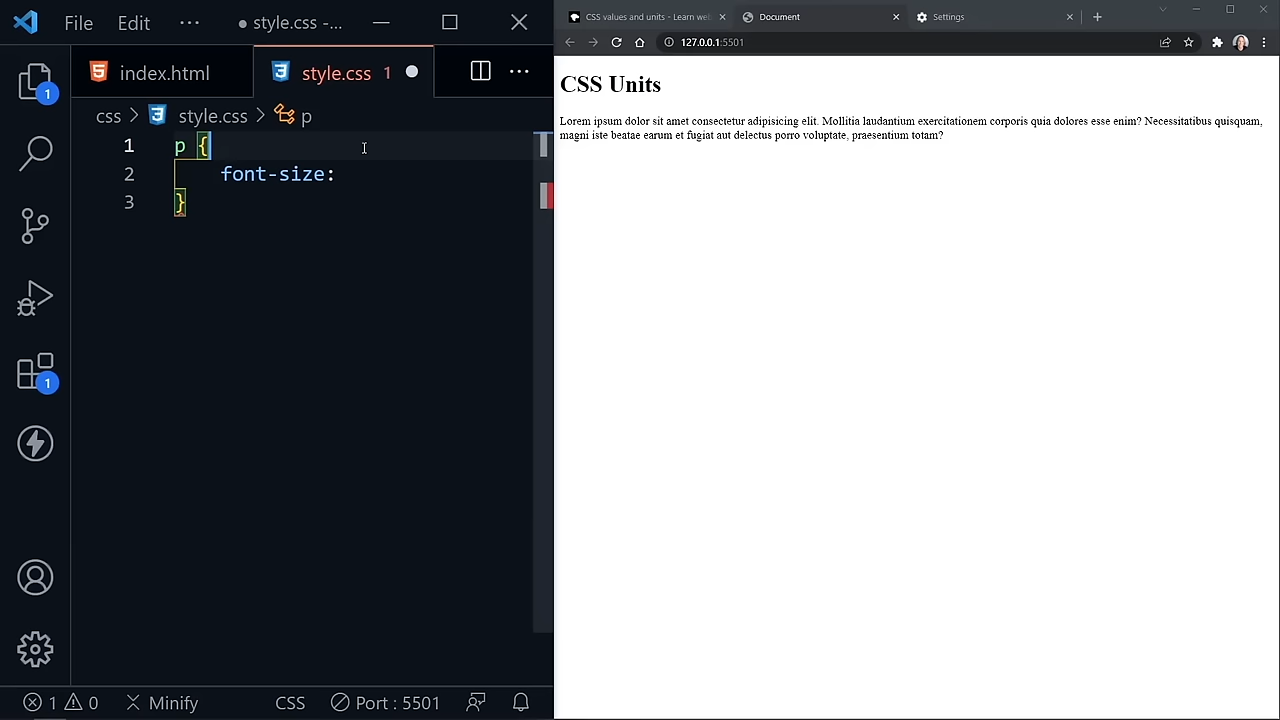 File Edit ··· ● style.css -...
index.html
style.css 1
css > style.css > p
1 p {
2 font-size:
3 }
1
1
1 0 Minify CSS Port : 5501
CSS values and units - Learn we
Document
Settings
127.0.0.1:5501
CSS Units
Lorem ipsum dolor sit amet consectetur adipisicing elit. Mollitia laudantium exercitationem corporis quia dolores esse enim? Necessitatibus quisquam,
magni iste beatae earum et fugiat aut delectus porro voluptate, praesentium totam?